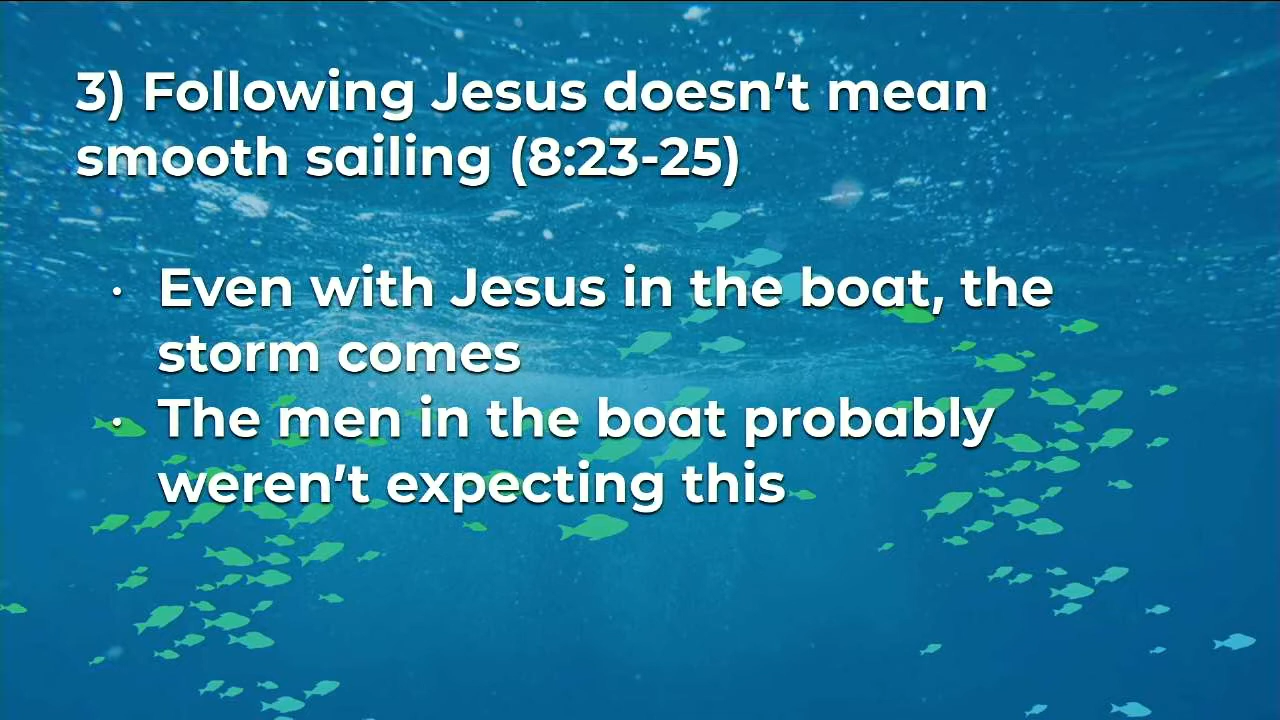 3) Following Jesus doesn’t mean
smooth sailing (8:23-25)
• Even with Jesus in the boat, the
storm comes
• The men in the boat probably
weren’t expecting this